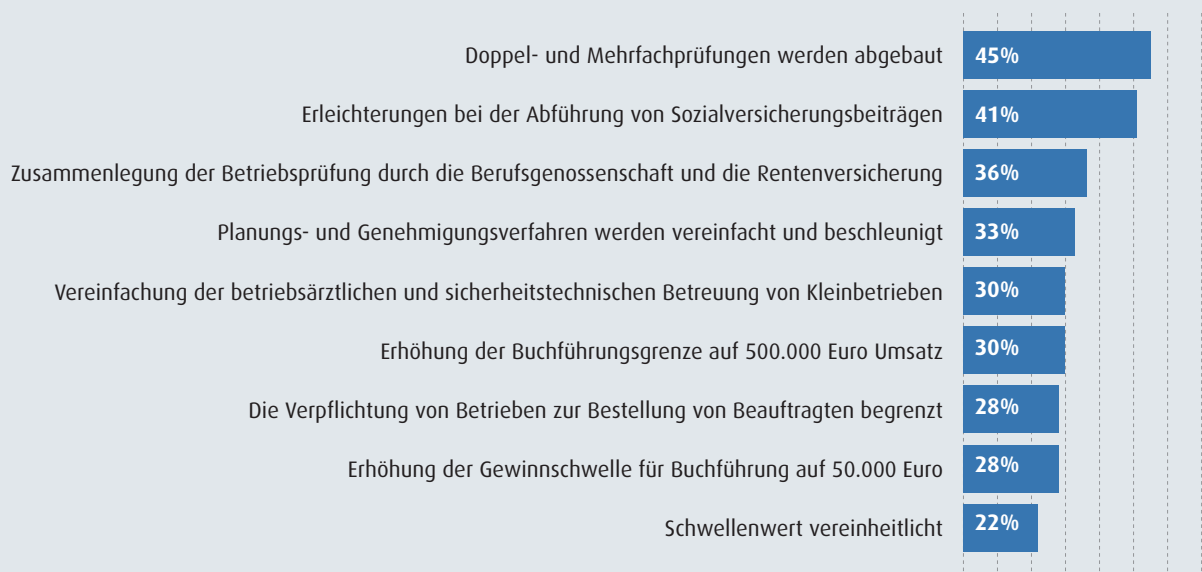 Doppel- und Mehrfachprüfungen werden abgebaut 45%
Erleichterungen bei der Abführung von Sozialversicherungsbeiträgen 41%
Zusammenlegung der Betriebsprüfung durch die Berufsgenossenschaft und die Rentenversicherung 36%
Planungs- und Genehmigungsverfahren werden vereinfacht und beschleunigt 33%
Vereinfachung der betriebsärztlichen und sicherheitstechnischen Betreuung von Kleinbetrieben 30%
Erhöhung der Buchführungsgrenze auf 500.000 Euro Umsatz 30%
Die Verpflichtung von Betrieben zur Bestellung von Beauftragten begrenzt 28%
Erhöhung der Gewinnschwelle für Buchführung auf 50.000 Euro 28%
Schwellenwert vereinheitlicht 22%